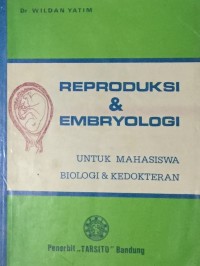 Dr WILDAN YATIM
REPRODUKSI
&
EMBRYOLOGI
UNTUK MAHASISWA
BIOLOGI & KEDOKTERAN
Penerbit „TARSITO” Bandung